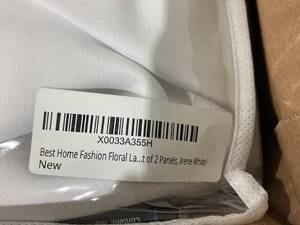 X0033A355H
Best Home Fashion Floral La...t of 2 Panels, Irene White)
New